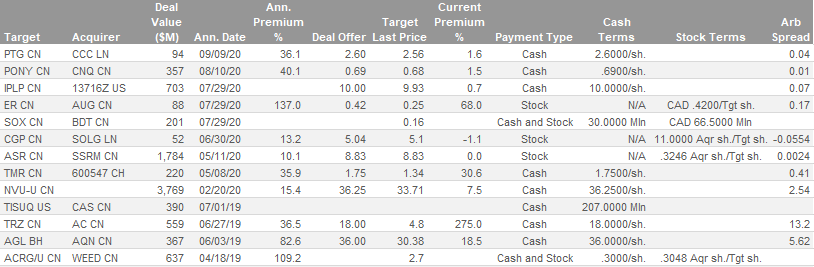 Deal Ann. Target Current
Value Premium Premium Cash Arb
Target Acquirer ($M) Ann. Date % Deal Offer Last Price % Payment Type Terms Stock Terms Spread
PTG CN CCC LN 94 09/09/20 36.1 2.60 2.56 1.6 Cash 2.6000/sh. 0.04
PONY CN CNQ CN 357 08/10/20 40.1 0.69 0.68 1.5 Cash .6900/sh. 0.01
IPLP CN 13716Z US 703 07/29/20 10.00 9.93 0.7 Cash 10.0000/sh. 0.07
ER CN AUG CN 88 07/29/20 137.0 0.42 0.25 68.0 Stock N/A CAD .4200/Tgt sh. 0.17
SOX CN BDT CN 201 07/29/20 0.16 Cash and Stock 30.0000 Mln CAD 66.5000 Mln
CGP CN SOLG LN 52 06/30/20 13.2 5.04 5.1 -1.1 Stock N/A 11.0000 Aqr sh./Tgt sh. -0.0554
ASR CN SSRM CN 1,784 05/11/20 10.1 8.83 8.83 0.0 Stock N/A .3246 Aqr sh./Tgt sh. 0.0024
TMR CN 600547 CH 220 05/08/20 35.9 1.75 1.34 30.6 Cash 1.7500/sh. 0.41
NVU-U CN 3,769 02/20/20 15.4 36.25 33.71 7.5 Cash 36.2500/sh. 2.54
TISUQ US CAS CN 390 07/01/19 Cash 207.0000 Mln
TRZ CN AC CN 559 06/27/19 36.5 18.00 4.8 275.0 Cash 18.0000/sh. 13.2
AGL BH AQN CN 367 06/03/19 82.6 36.00 30.38 18.5 Cash 36.0000/sh. 5.62
ACRG/U CN WEED CN 637 04/18/19 109.2 2.7 Cash and Stock .3000/sh. .3048 Aqr sh./Tgt sh.